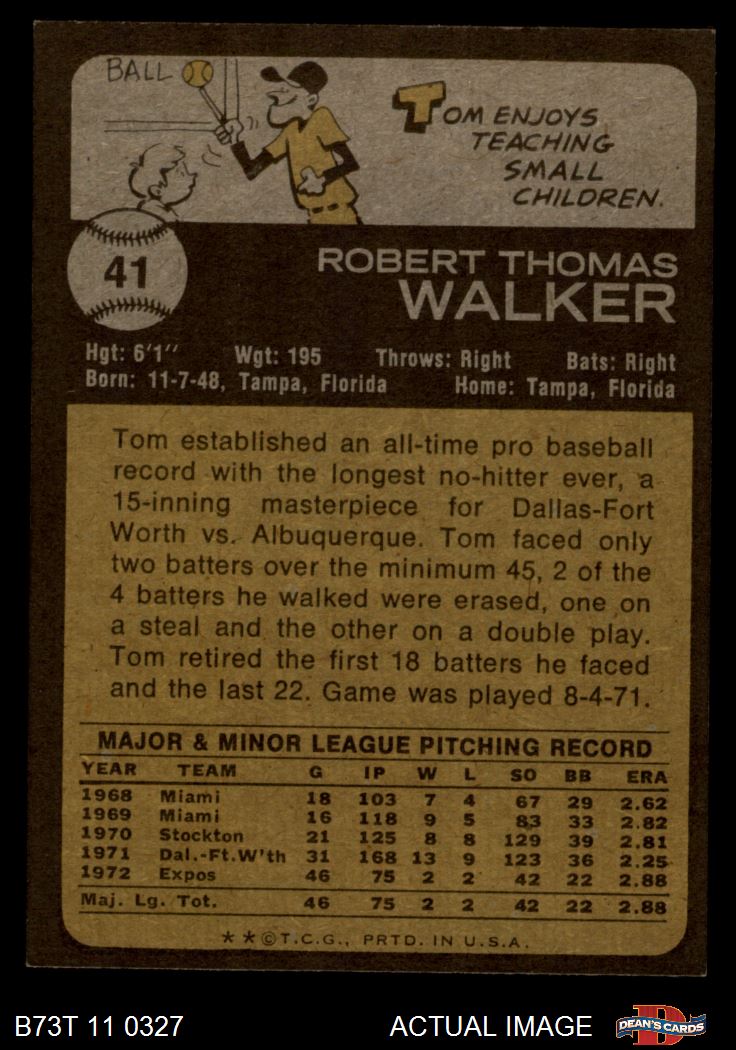 BALL
TOM ENJOYS
TEACHING
SMALL
CHILDREN.
41
ROBERT THOMAS
WALKER
Hgt: 6'1" Wgt: 195 Throws: Right Bats: Right
Born: 11-7-48, Tampa, Florida Home: Tampa, Florida
Tom established an all-time pro baseball
record with the longest no-hitter ever, a
15-inning masterpiece for Dallas-Fort
Worth vs. Albuquerque. Tom faced only
two batters over the minimum 45, 2 of the
4 batters he walked were erased, one on
a steal and the other on a double play.
Tom retired the first 18 batters he faced
and the last 22. Game was played 8-4-71.
MAJOR & MINOR LEAGUE PITCHING RECORD
YEAR TEAM G IP W L SO BB ERA
1968 Miami 18 103 7 4 67 29 2.62
1969 Miami 16 118 9 5 83 33 2.82
1970 Stockton 21 125 8 8 129 39 2.81
1971 Dal.-Ft.W'th 31 168 13 9 123 36 2.25
1972 Expos 46 75 2 2 42 22 2.88
Maj. Lg. Tot. 46 75 2 2 42 22 2.88
★★©T.C.G., PRTD. IN U.S.A.
B73T 11 0327
ACTUAL IMAGE
D
DEAN'S CARDS